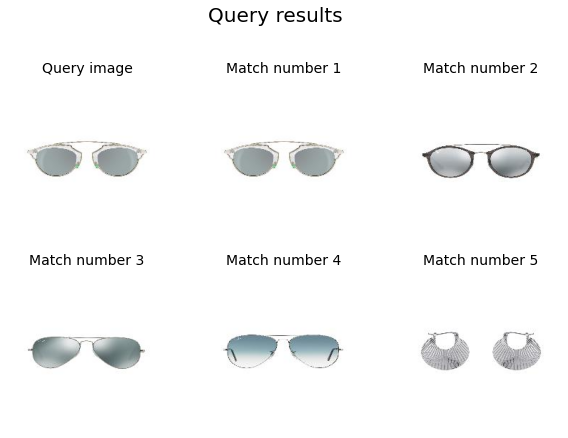 Query results
Query image
Match number 1
Match number 2
Match number 3
Match number 4
Match number 5